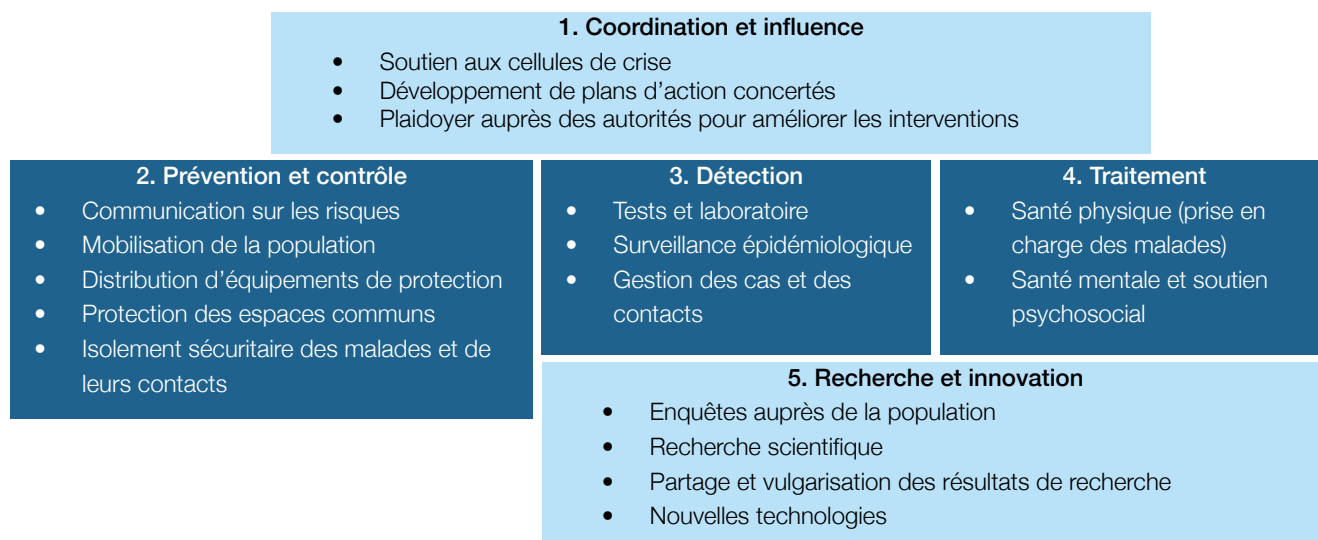 1. Coordination et influence
• Soutien aux cellules de crise
• Développement de plans d'action concertés
• Plaidoyer auprès des autorités pour améliorer les interventions
2. Prévention et contrôle
• Communication sur les risques
• Mobilisation de la population
• Distribution d'équipements de protection
• Protection des espaces communs
• Isolement sécuritaire des malades et de
leurs contacts
3. Détection
• Tests et laboratoire
• Surveillance épidémiologique
• Gestion des cas et des
contacts
4. Traitement
• Santé physique (prise en
charge des malades)
• Santé mentale et soutien
psychosocial
5. Recherche et innovation
• Enquêtes auprès de la population
• Recherche scientifique
• Partage et vulgarisation des résultats de recherche
• Nouvelles technologies